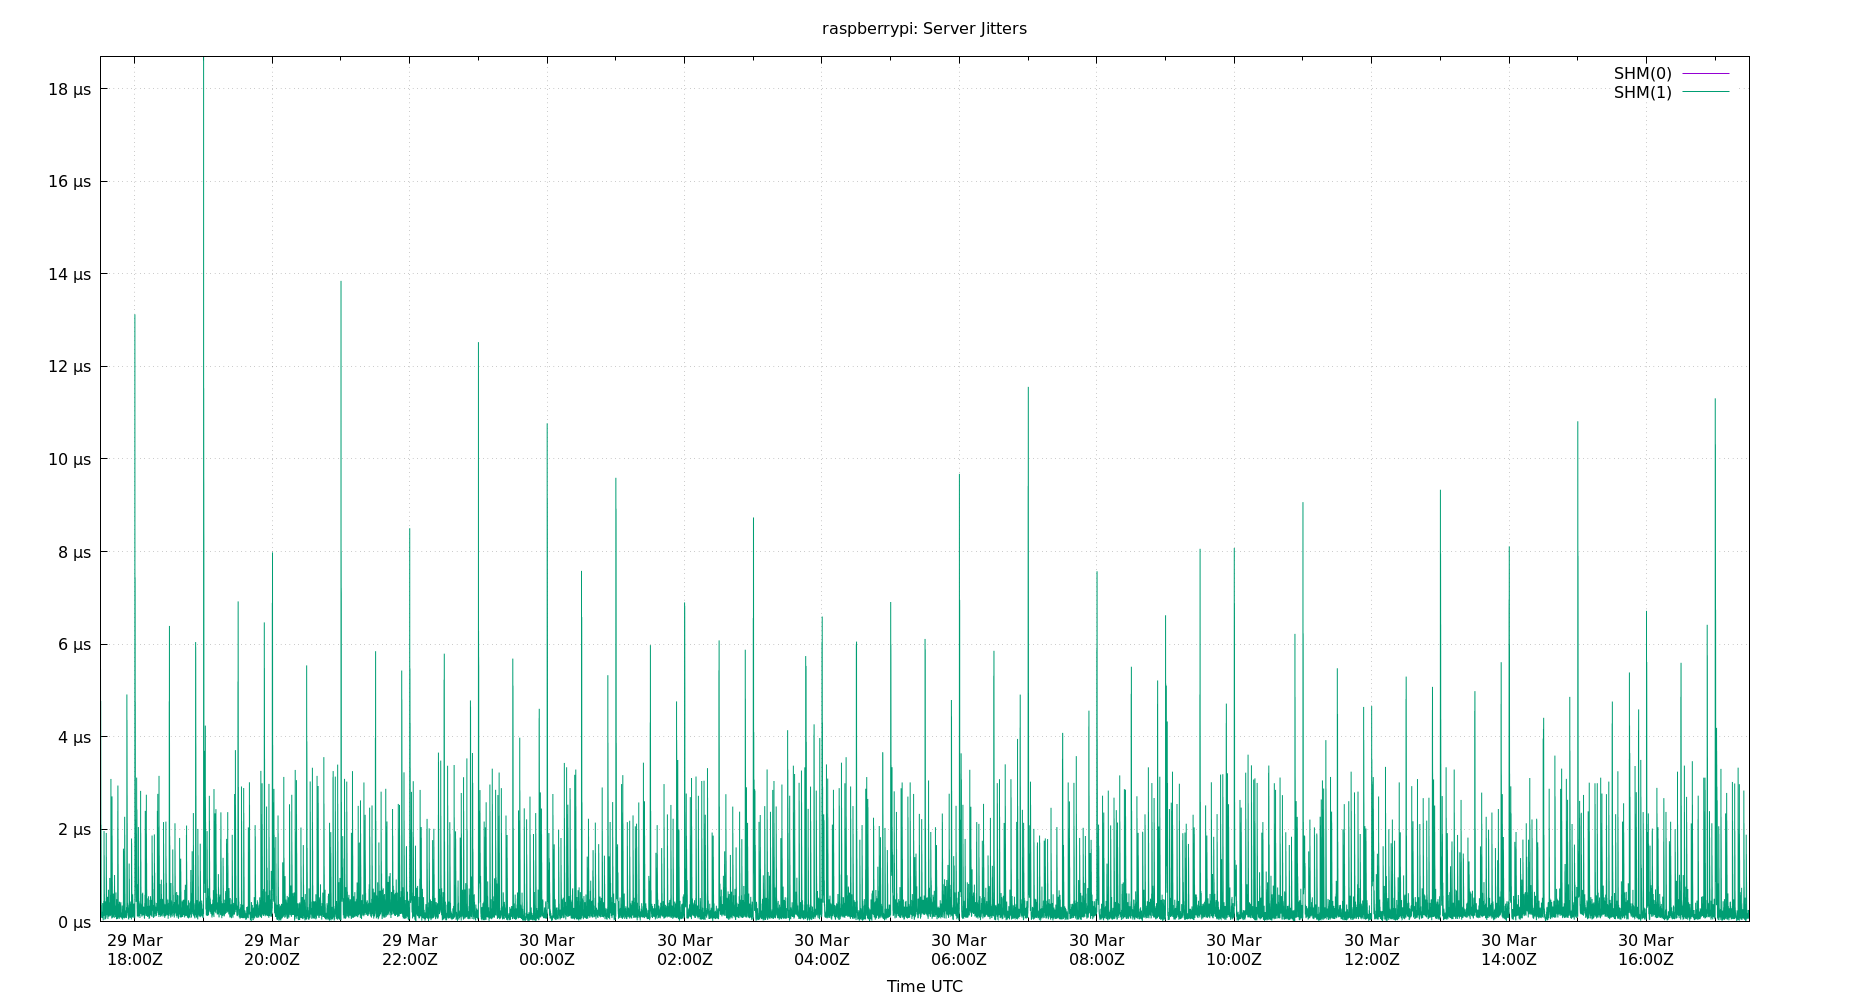 raspberrypi: Server Jitters
SHM(0)
SHM(1)
18 µs
16 µs
14 µs
12 µs
10 µs
8 µs
6 µs
4 µs
2 µs
0 µs
29 Mar 29 Mar 29 Mar 30 Mar 30 Mar 30 Mar 30 Mar 30 Mar 30 Mar 30 Mar 30 Mar 30 Mar
18:00Z 20:00Z 22:00Z 00:00Z 02:00Z 04:00Z 06:00Z 08:00Z 10:00Z 12:00Z 14:00Z 16:00Z
Time UTC